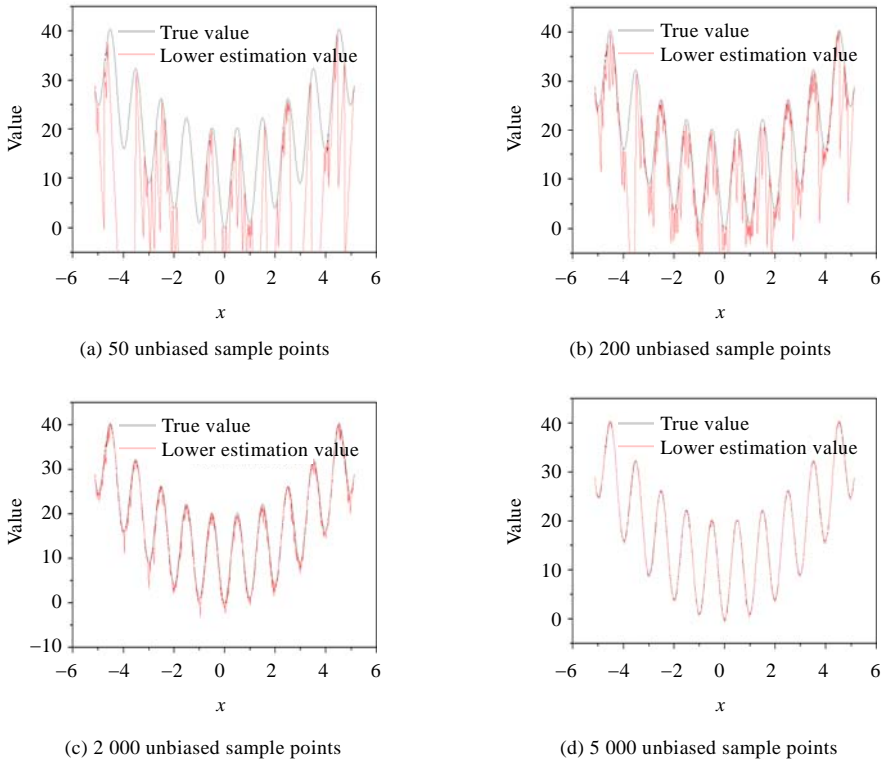 True value
Lower estimation value
40
30
20
10
0
Value
−6 −4 −2 0 2 4 6
x
(a) 50 unbiased sample points
True value
Lower estimation value
40
30
20
10
0
Value
−6 −4 −2 0 2 4 6
x
(b) 200 unbiased sample points
True value
Lower estimation value
40
30
20
10
0
−10
Value
−6 −4 −2 0 2 4 6
x
(c) 2 000 unbiased sample points
True value
Lower estimation value
40
30
20
10
0
Value
−6 −4 −2 0 2 4 6
x
(d) 5 000 unbiased sample points